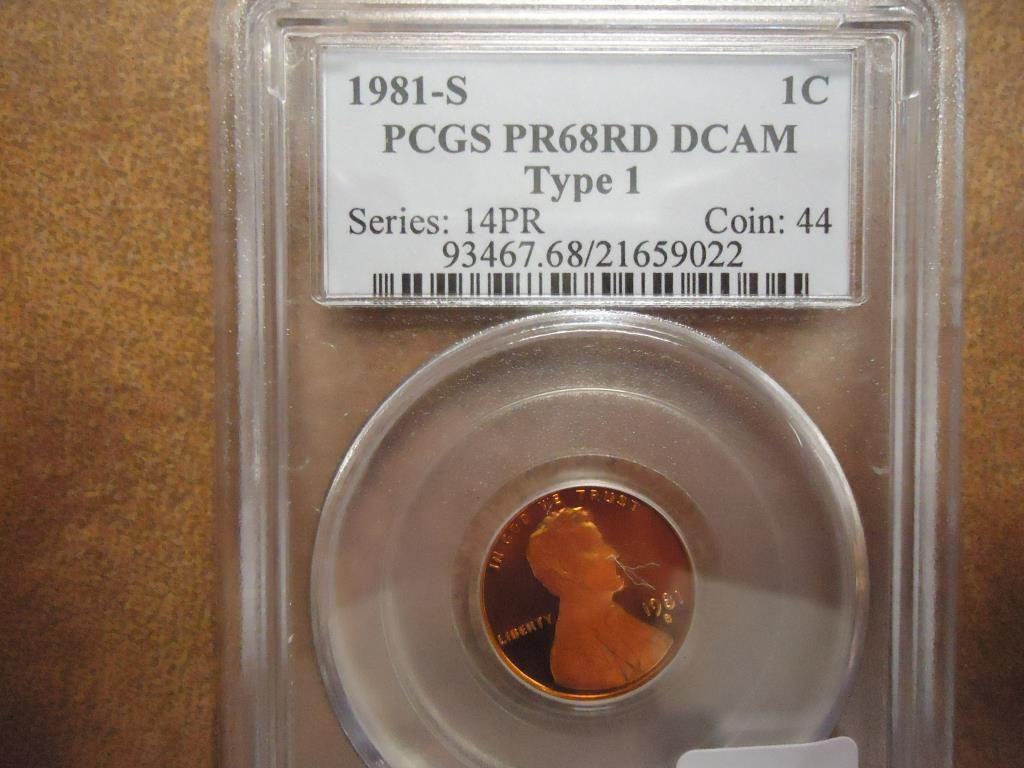 1981-S 1C
PCGS PR68RD DCAM
Type 1
Series: 14PR Coin: 44
93467.68/21659022
IN GOD WE TRUST
LIBERTY
1981
S